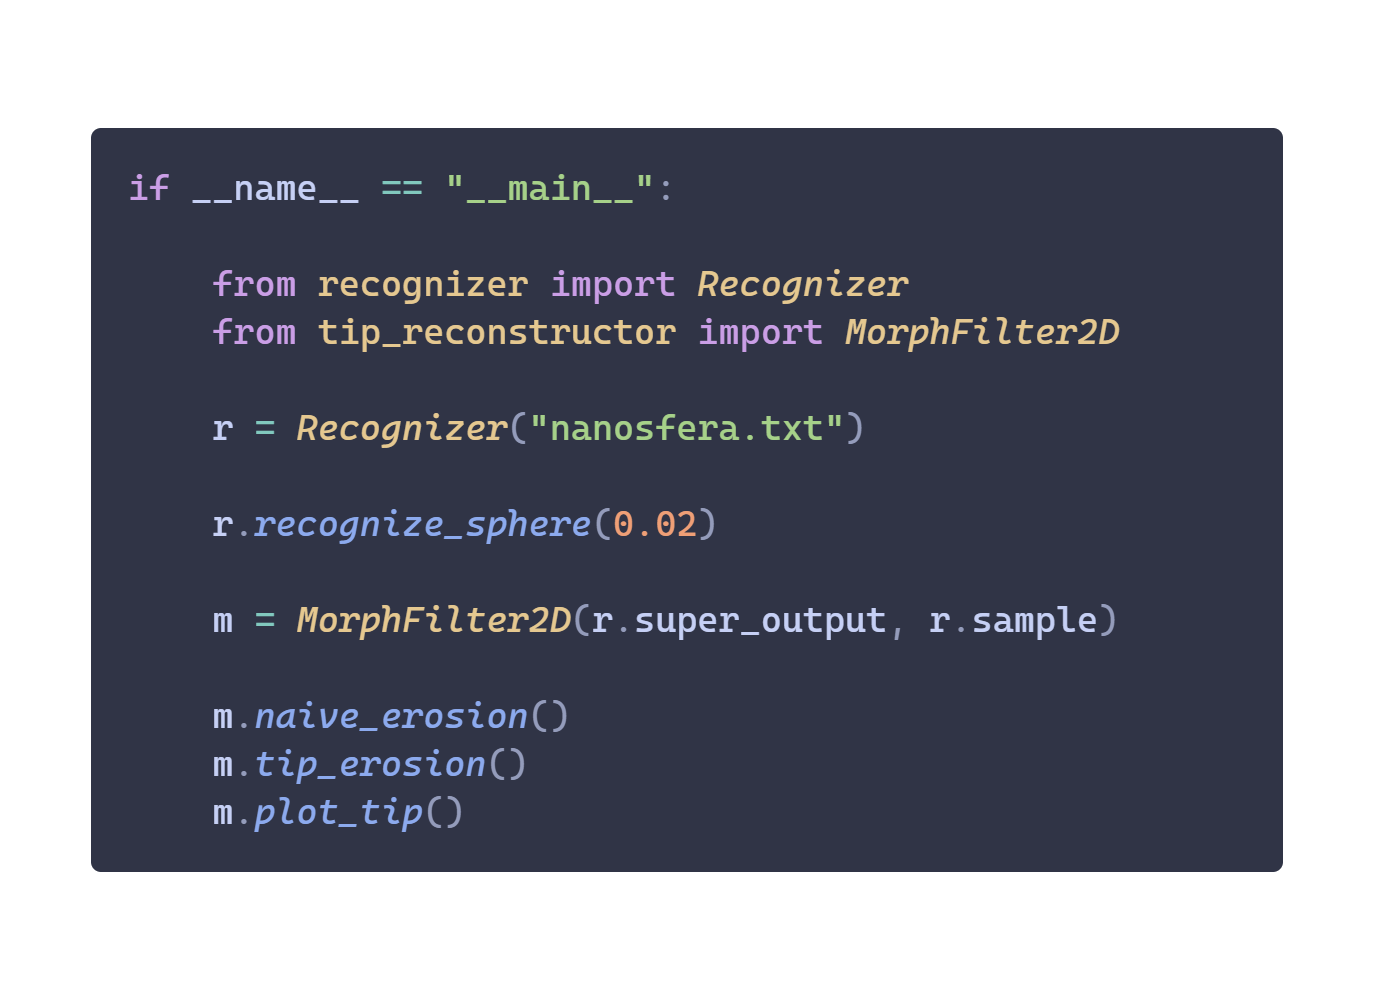 if __name__ == "__main__":
    from recognizer import Recognizer
    from tip_reconstructor import MorphFilter2D
    r = Recognizer("nanosfera.txt")
    r.recognize_sphere(0.02)
    m = MorphFilter2D(r.super_output, r.sample)
    m.naive_erosion()
    m.tip_erosion()
    m.plot_tip()